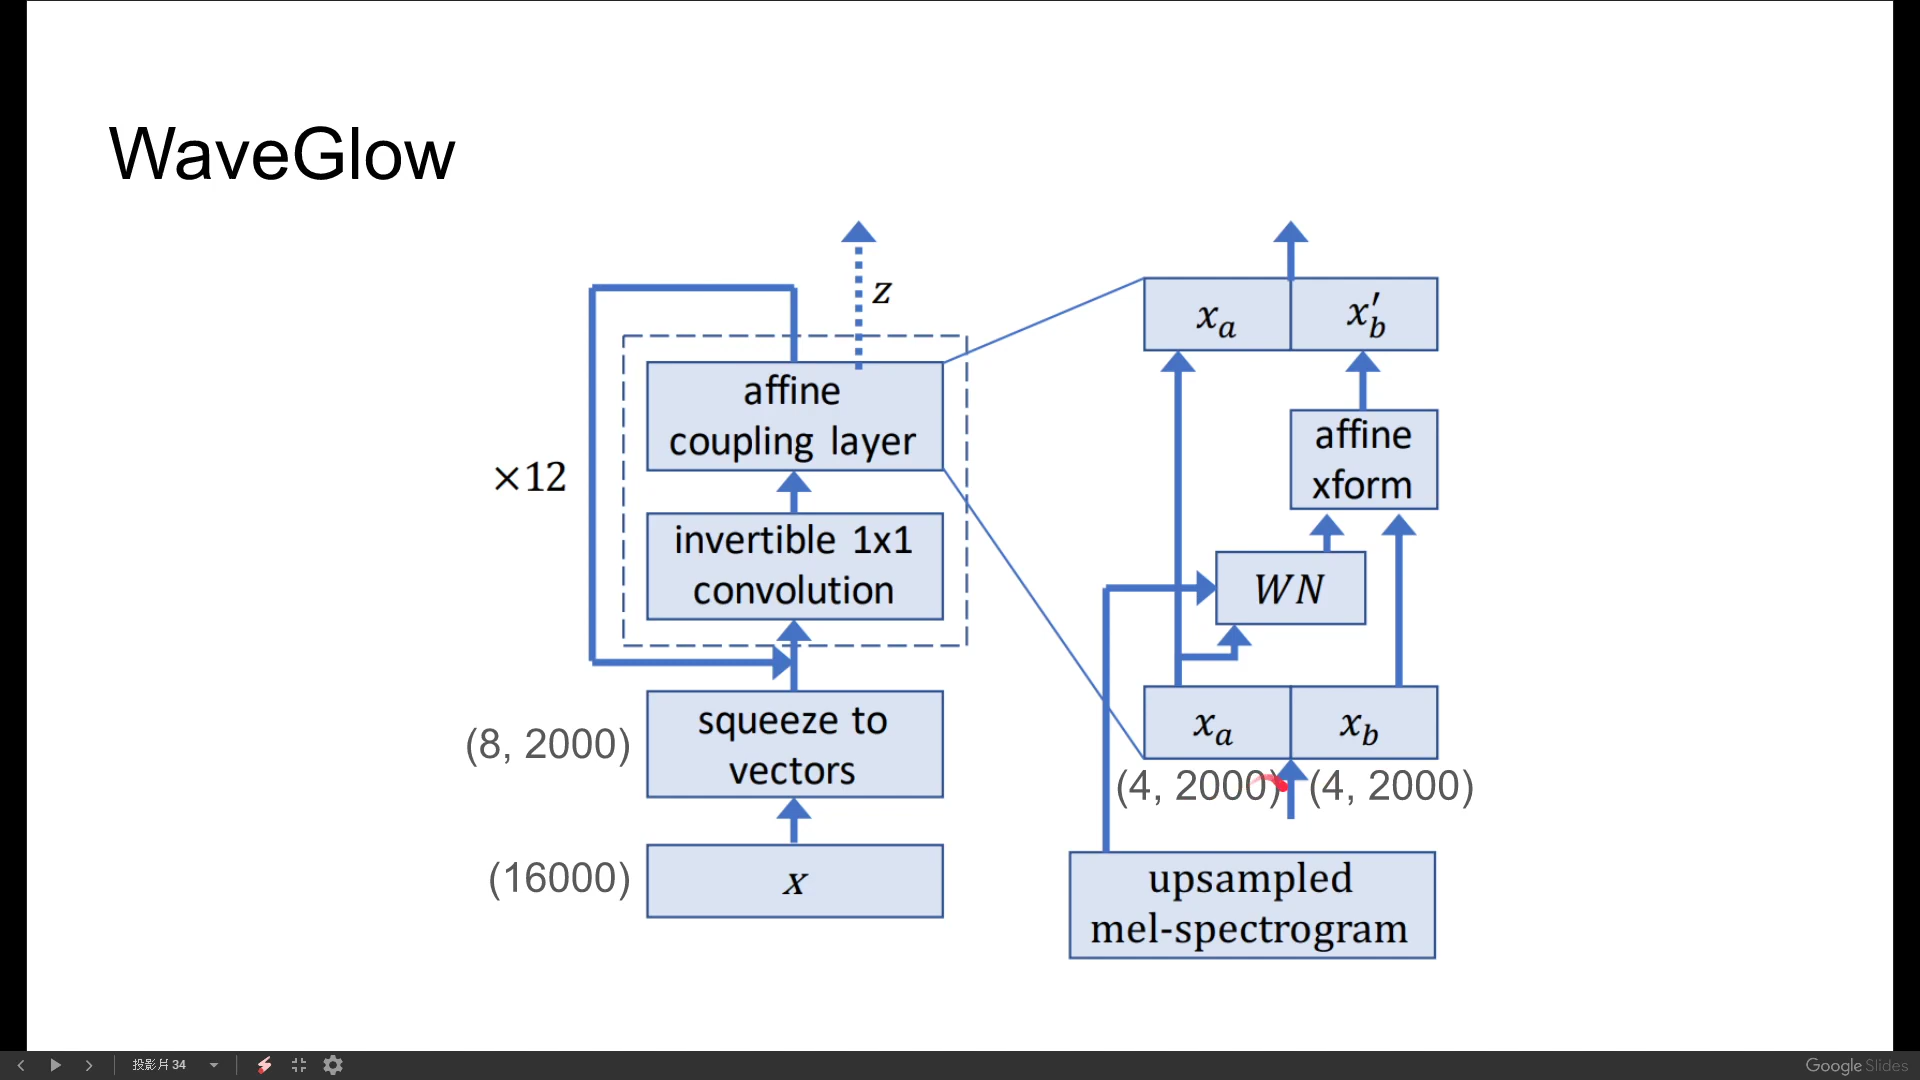 WaveGlow
z
×12
affine
coupling layer
invertible 1x1
convolution
(8, 2000)
squeeze to
vectors
(16000)
x
x_a
x'_b
affine
xform
WN
x_a
x_b
(4, 2000)
(4, 2000)
upsampled
mel-spectrogram
投影片 34
Google Slides